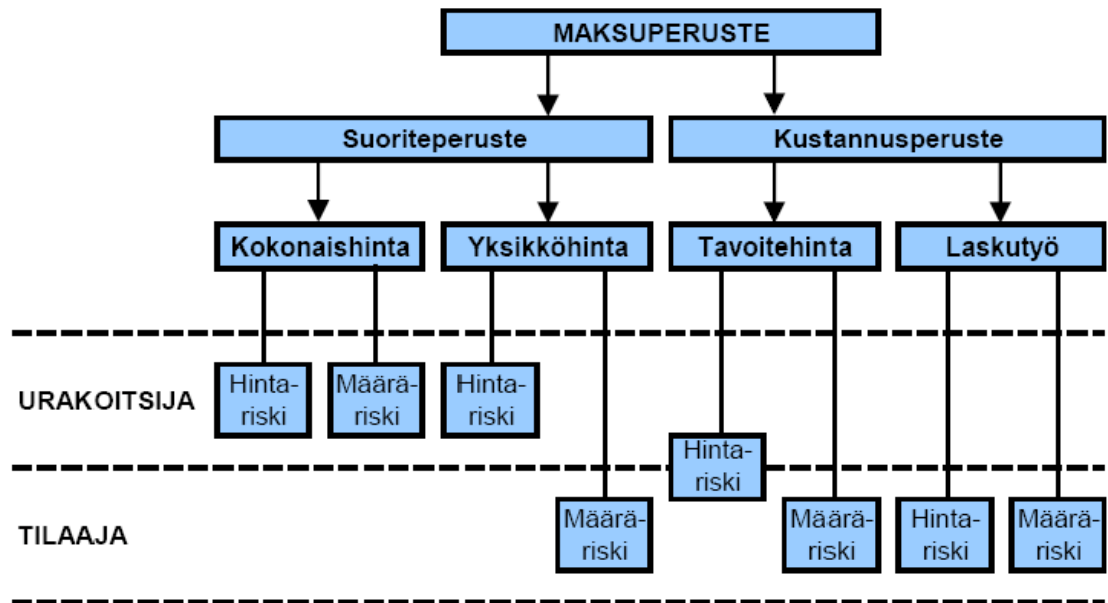 MAKSUPERUSTE
Suoriteperuste
Kustannusperuste
Kokonaishinta
Yksikköhinta
Tavoitehinta
Laskutyö
URAKOITSIJA
Hinta-
riski
Määrä-
riski
Hinta-
riski
Hinta-
riski
TILAAJA
Määrä-
riski
Määrä-
riski
Hinta-
riski
Määrä-
riski